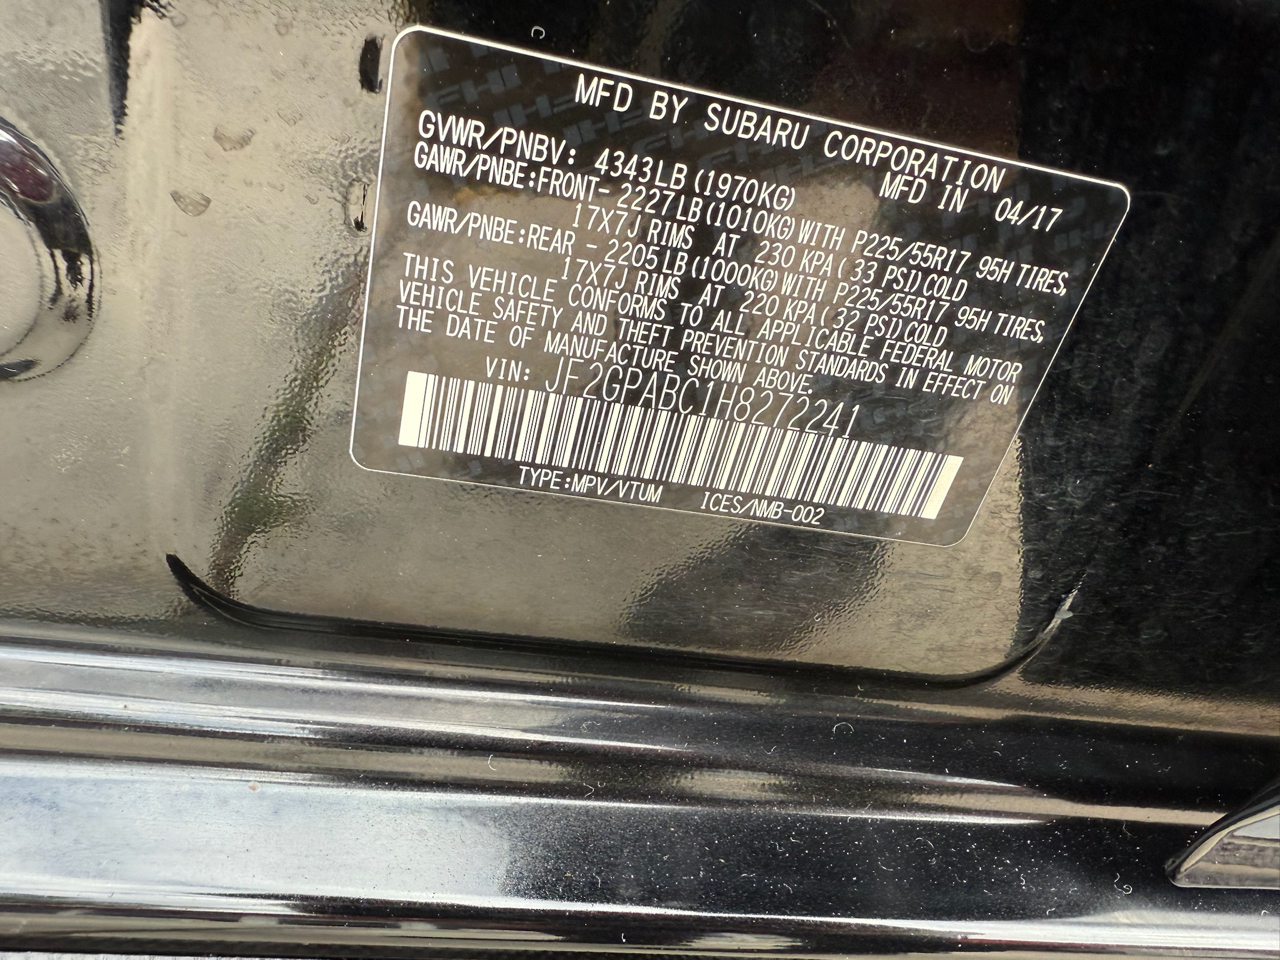 MFD BY SUBARU CORPORATION
GVWR/PNBV: 4343LB (1970KG) MFD IN 04/17
GAWR/PNBE:FRONT- 2227LB(1010KG) WITH P225/55R17 95H TIRES,
17X7J RIMS AT 230 KPA( 33 PSI) COLD
GAWR/PNBE:REAR - 2205LB(1000KG) WITH P225/55R17 95H TIRES,
17X7J RIMS AT 220 KPA( 32 PSI) COLD
THIS VEHICLE CONFORMS TO ALL APPLICABLE FEDERAL MOTOR
VEHICLE SAFETY AND THEFT PREVENTION STANDARDS IN EFFECT ON
THE DATE OF MANUFACTURE SHOWN ABOVE.
VIN: JF2GPABC1H8272241
TYPE:MPV/VTUM ICES/NMB-002